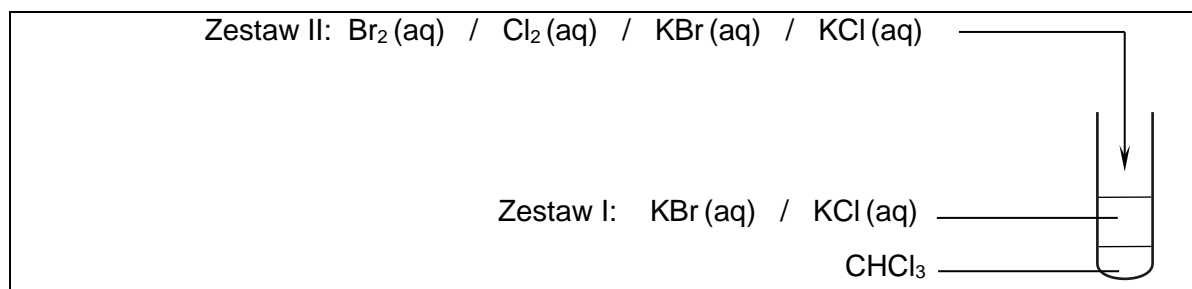 Zestaw II: Br₂ (aq) / Cl₂ (aq) / KBr (aq) / KCl (aq)
Zestaw I: KBr (aq) / KCl (aq)
CHCl₃